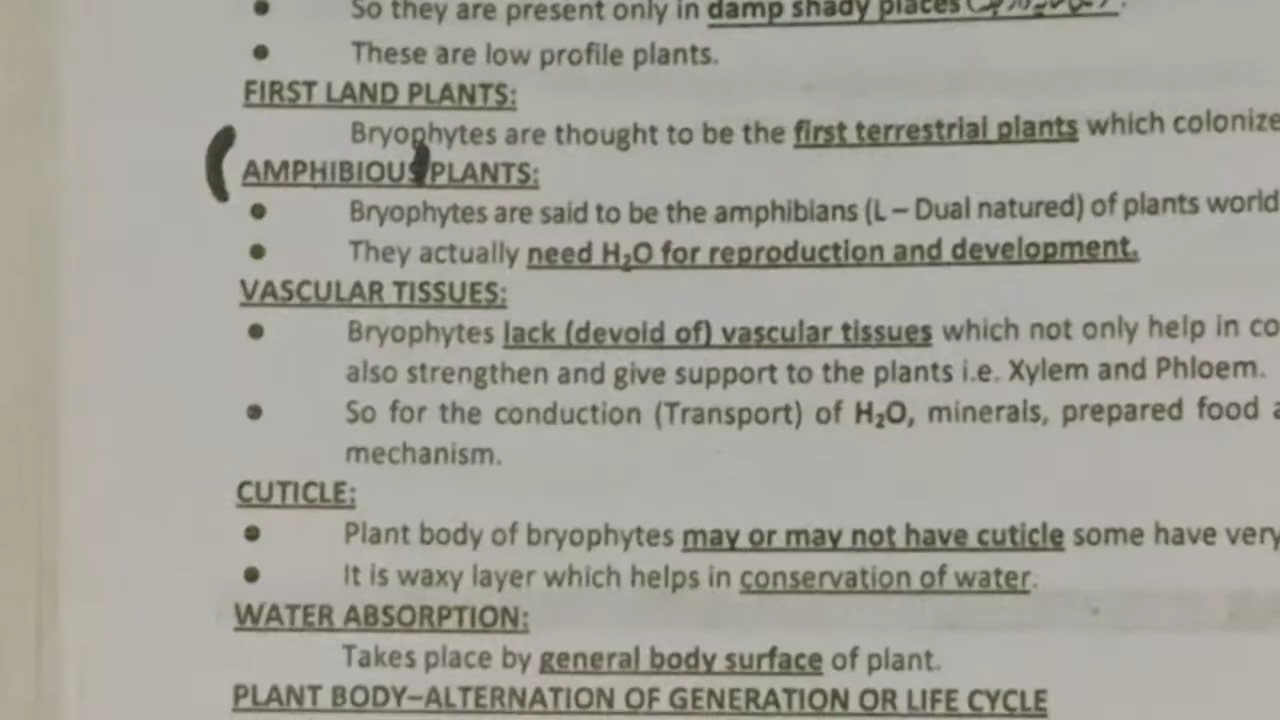 So they are present only in damp shady places
These are low profile plants.
FIRST LAND PLANTS:
Bryophytes are thought to be the first terrestrial plants which colonize
AMPHIBIOUS PLANTS:
Bryophytes are said to be the amphibians (L – Dual natured) of plants world
They actually need H₂O for reproduction and development.
VASCULAR TISSUES:
Bryophytes lack (devoid of) vascular tissues which not only help in co
also strengthen and give support to the plants i.e. Xylem and Phloem.
So for the conduction (Transport) of H₂O, minerals, prepared food a
mechanism.
CUTICLE:
Plant body of bryophytes may or may not have cuticle some have very
It is waxy layer which helps in conservation of water.
WATER ABSORPTION:
Takes place by general body surface of plant.
PLANT BODY–ALTERNATION OF GENERATION OR LIFE CYCLE